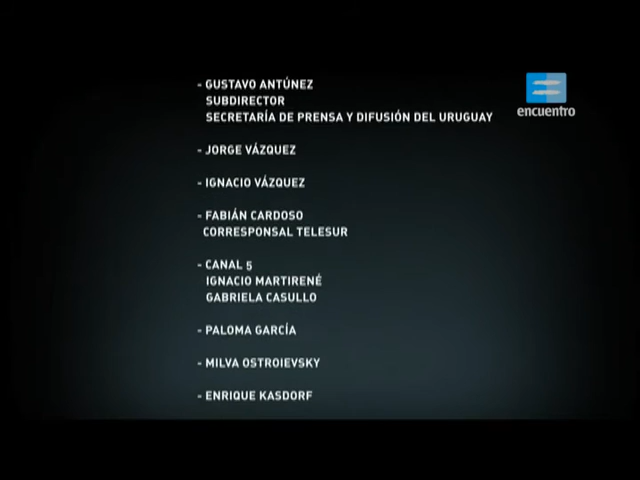 - GUSTAVO ANTÚNEZ
SUBDIRECTOR
SECRETARÍA DE PRENSA Y DIFUSIÓN DEL URUGUAY
encuentro
- JORGE VÁZQUEZ
- IGNACIO VÁZQUEZ
- FABIÁN CARDOSO
CORRESPONSAL TELESUR
- CANAL 5
IGNACIO MARTIRENÉ
GABRIELA CASULLO
- PALOMA GARCÍA
- MILVA OSTROIEVSKY
- ENRIQUE KASDORF